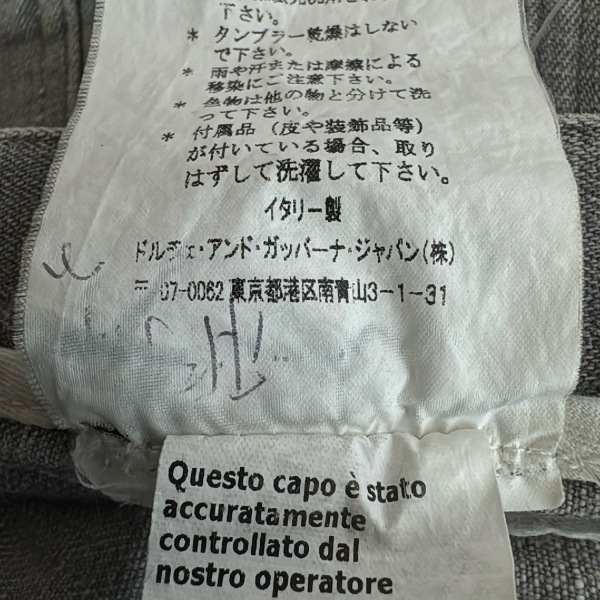 下さい。
* タンブラー乾燥はしない
で下さい。
* 雨や汗または摩擦による
移染にご注意下さい。
* 色物は他の物と分けて洗
って下さい。
* 付属品（皮や装飾品等）
が付いている場合、取り
はずして洗濯して下さい。
イタリー製
ドルチェ・アンド・ガッバーナ・ジャパン(株)
〒 07-0062 東京都港区南青山3-1-31
Questo capo è stato
accuratamente
controllato dal
nostro operatore